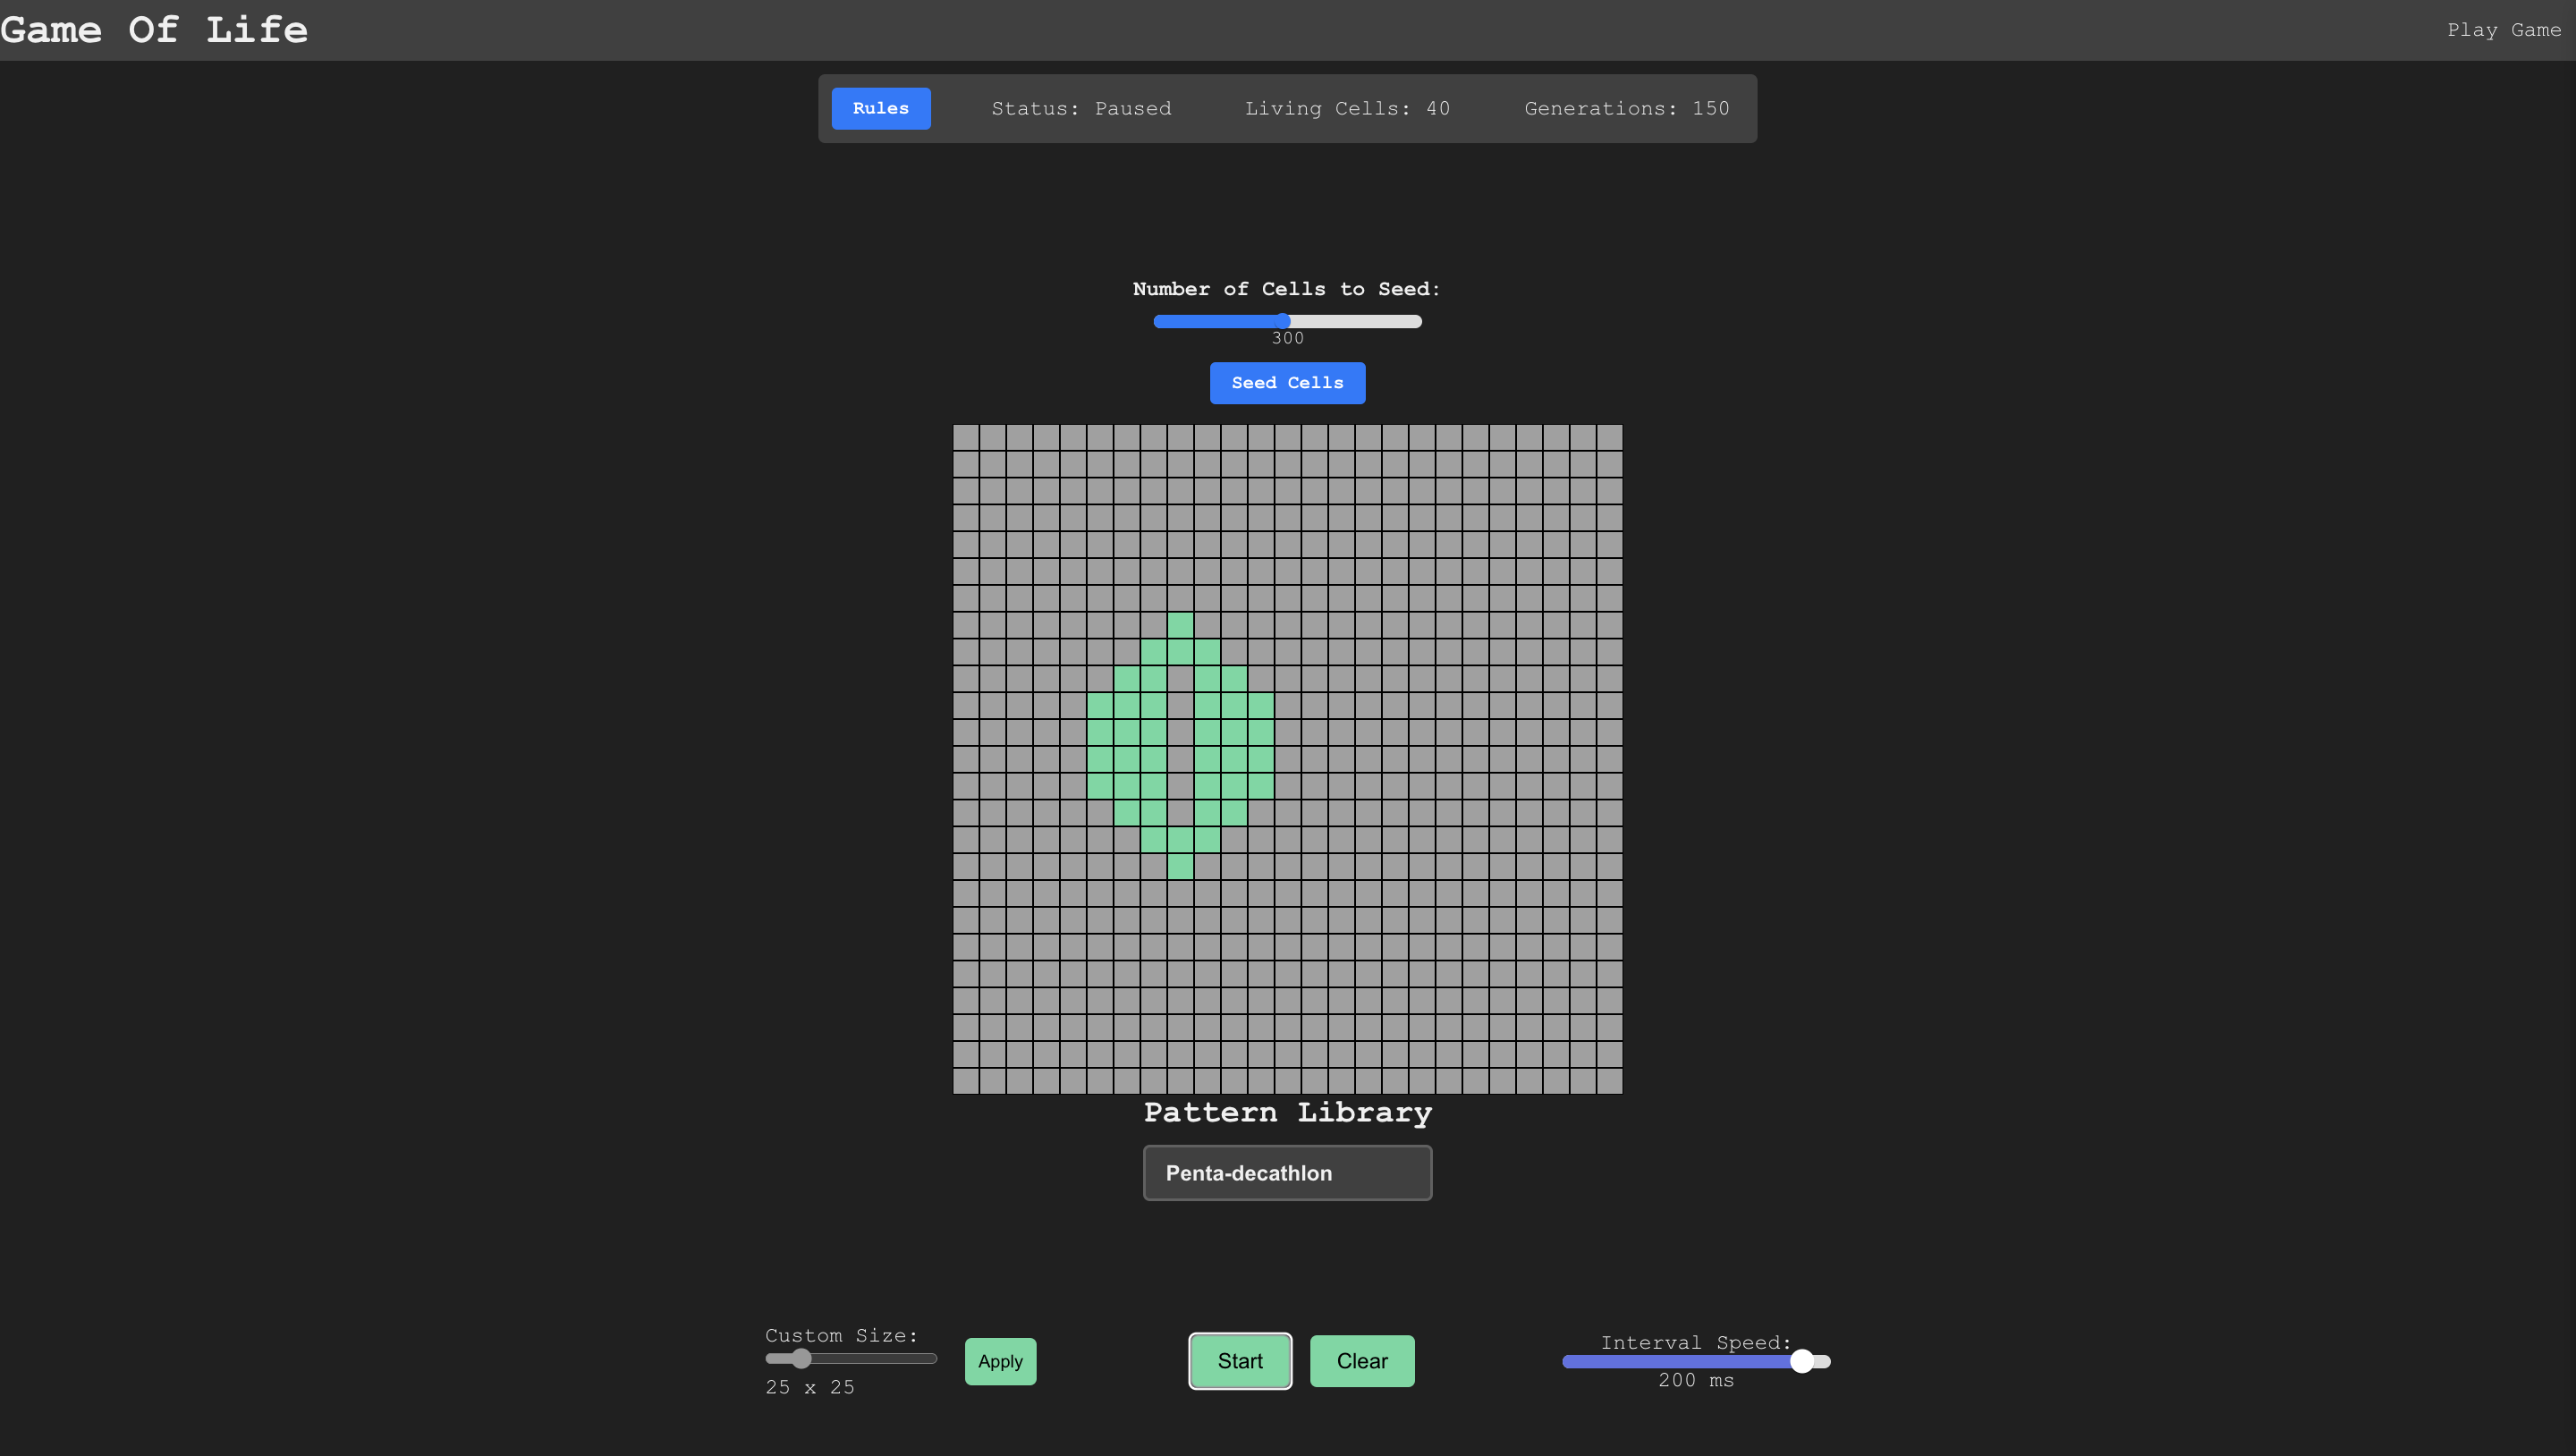 Game Of Life
Play Game
Rules
Status: Paused
Living Cells: 40
Generations: 150
Number of Cells to Seed:
300
Seed Cells
Pattern Library
Penta-decathlon
Custom Size:
25 x 25
Apply
Start
Clear
Interval Speed:
200 ms